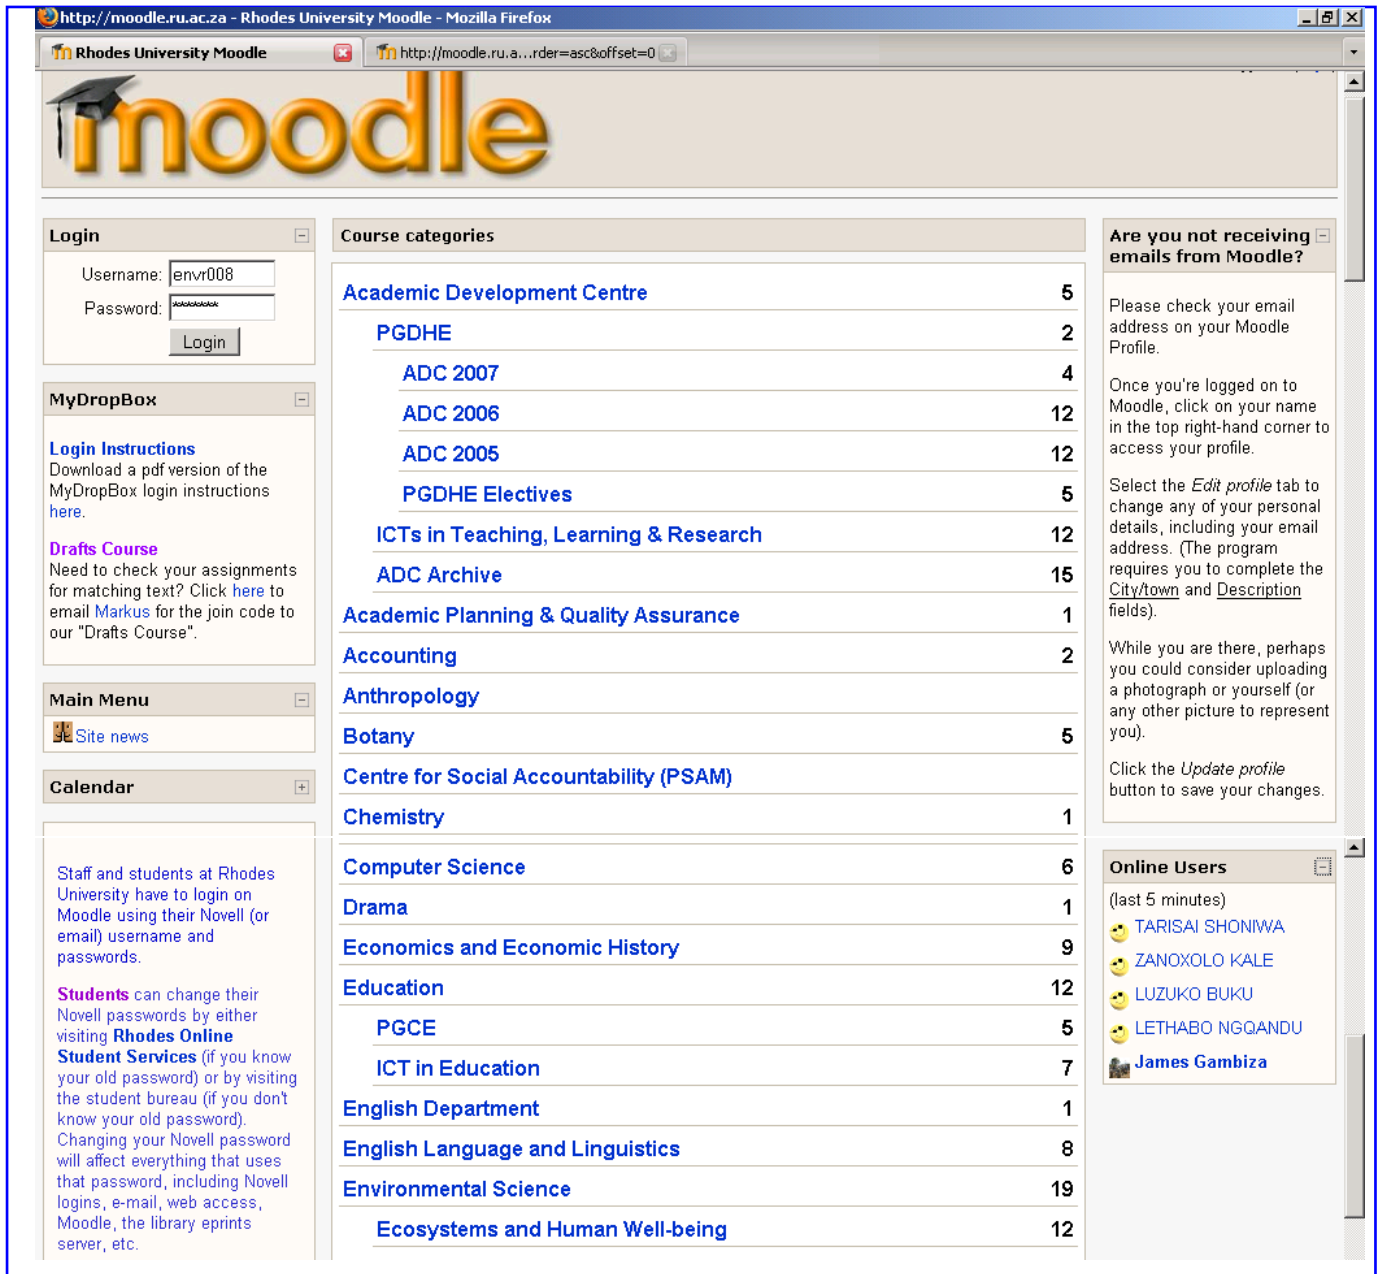 http://moodle.ru.ac.za - Rhodes University Moodle - Mozilla Firefox
Rhodes University Moodle
http://moodle.ru.a...rder=asc&offset=0
moodle
Login
Username: envr008
Password: ********
Login
MyDropBox
Login Instructions
Download a pdf version of the
MyDropBox login instructions
here.
Drafts Course
Need to check your assignments
for matching text? Click here to
email Markus for the join code to
our "Drafts Course".
Main Menu
Site news
Calendar
Staff and students at Rhodes
University have to login on
Moodle using their Novell (or
email) username and
passwords.
Students can change their
Novell passwords by either
visiting Rhodes Online
Student Services (if you know
your old password) or by visiting
the student bureau (if you don't
know your old password).
Changing your Novell password
will affect everything that uses
that password, including Novell
logins, e-mail, web access,
Moodle, the library eprints
server, etc.
Course categories
Academic Development Centre 5
PGDHE 2
ADC 2007 4
ADC 2006 12
ADC 2005 12
PGDHE Electives 5
ICTs in Teaching, Learning & Research 12
ADC Archive 15
Academic Planning & Quality Assurance 1
Accounting 2
Anthropology
Botany 5
Centre for Social Accountability (PSAM)
Chemistry 1
Computer Science 6
Drama 1
Economics and Economic History 9
Education 12
PGCE 5
ICT in Education 7
English Department 1
English Language and Linguistics 8
Environmental Science 19
Ecosystems and Human Well-being 12
Are you not receiving
emails from Moodle?
Please check your email
address on your Moodle
Profile.
Once you're logged on to
Moodle, click on your name
in the top right-hand corner to
access your profile.
Select the Edit profile tab to
change any of your personal
details, including your email
address. (The program
requires you to complete the
City/town and Description
fields).
While you are there, perhaps
you could consider uploading
a photograph or yourself (or
any other picture to represent
you).
Click the Update profile
button to save your changes.
Online Users
(last 5 minutes)
TARISAI SHONIWA
ZANOXOLO KALE
LUZUKO BUKU
LETHABO NGQANDU
James Gambiza